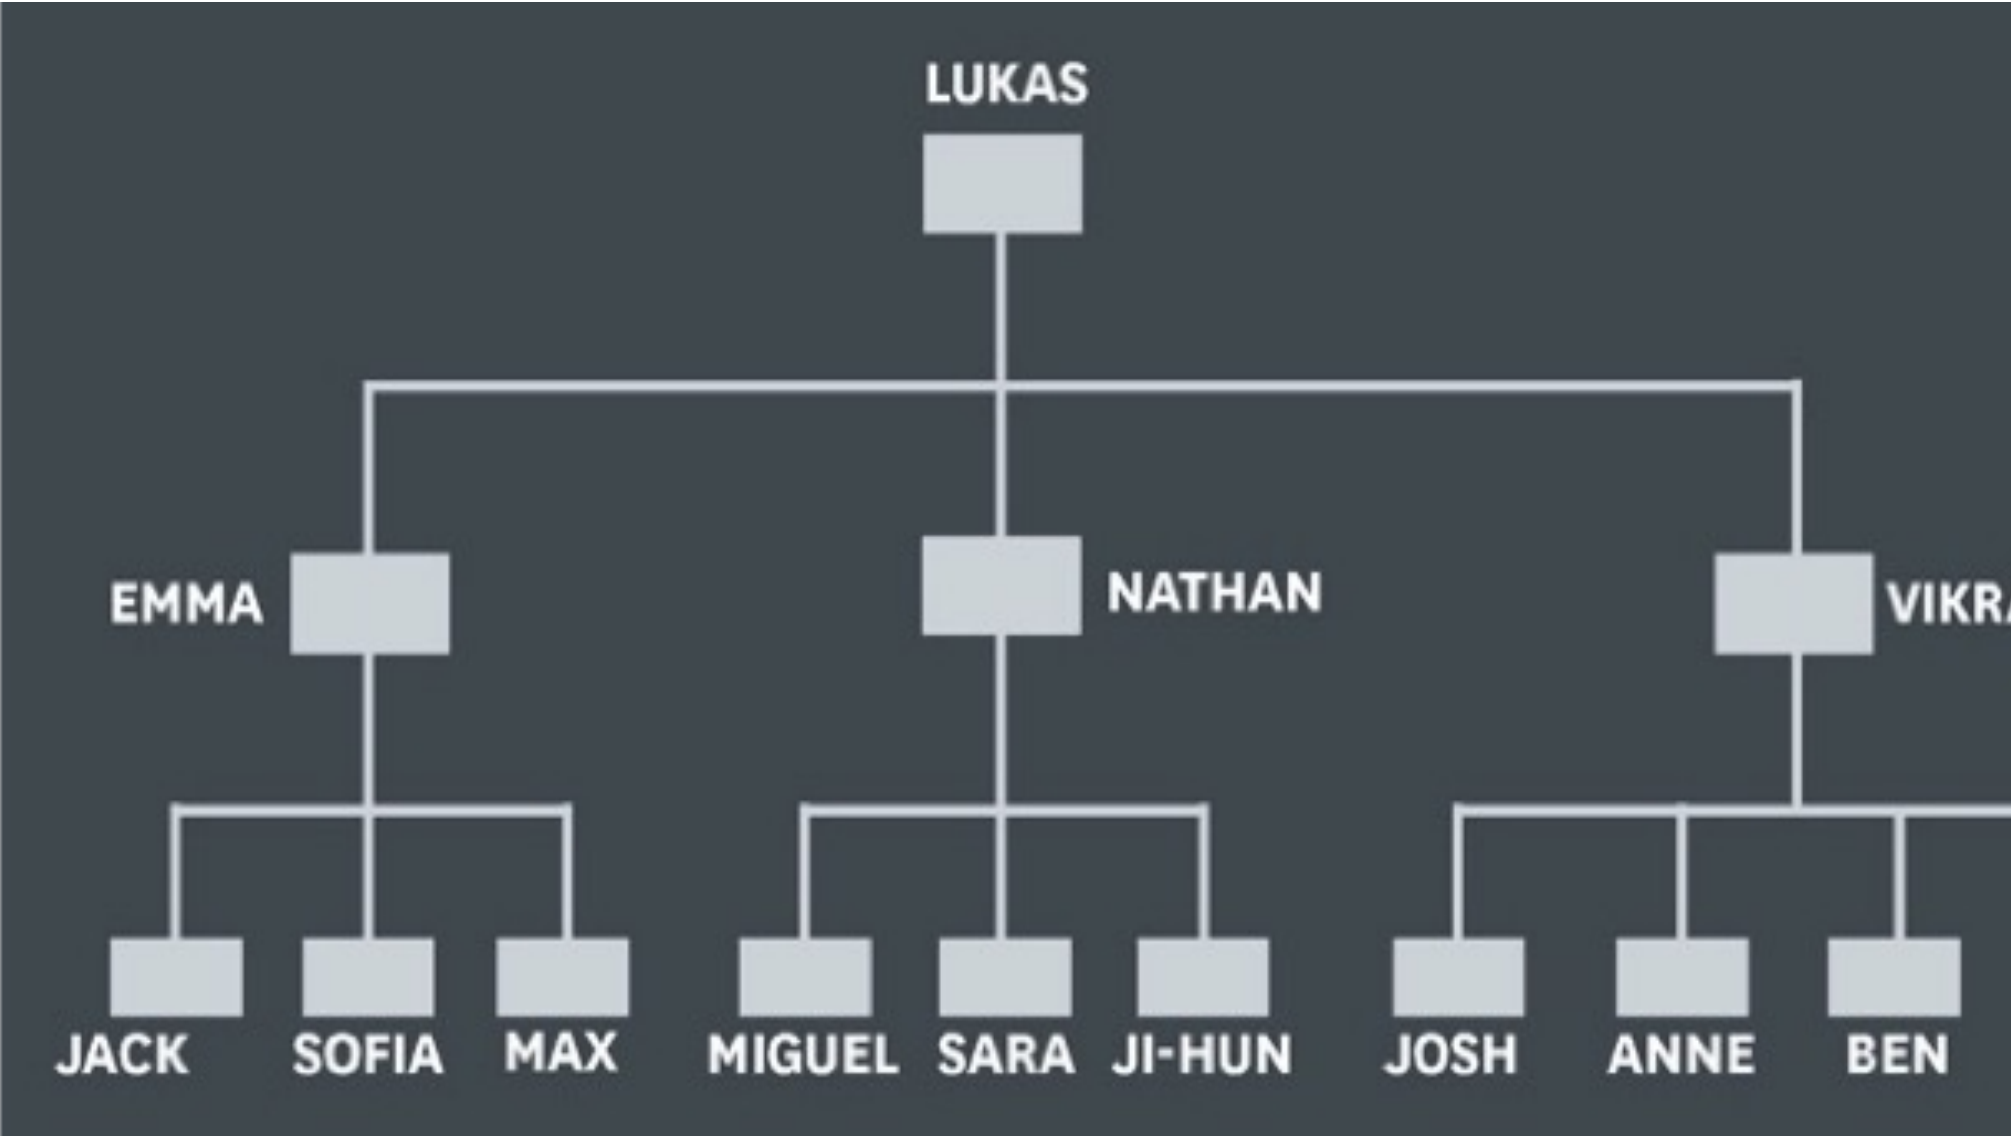 LUKAS
EMMA
NATHAN
JACK
SOFIA
MAX
MIGUEL
SARA
JI-HUN
JOSH
ANNE
BEN